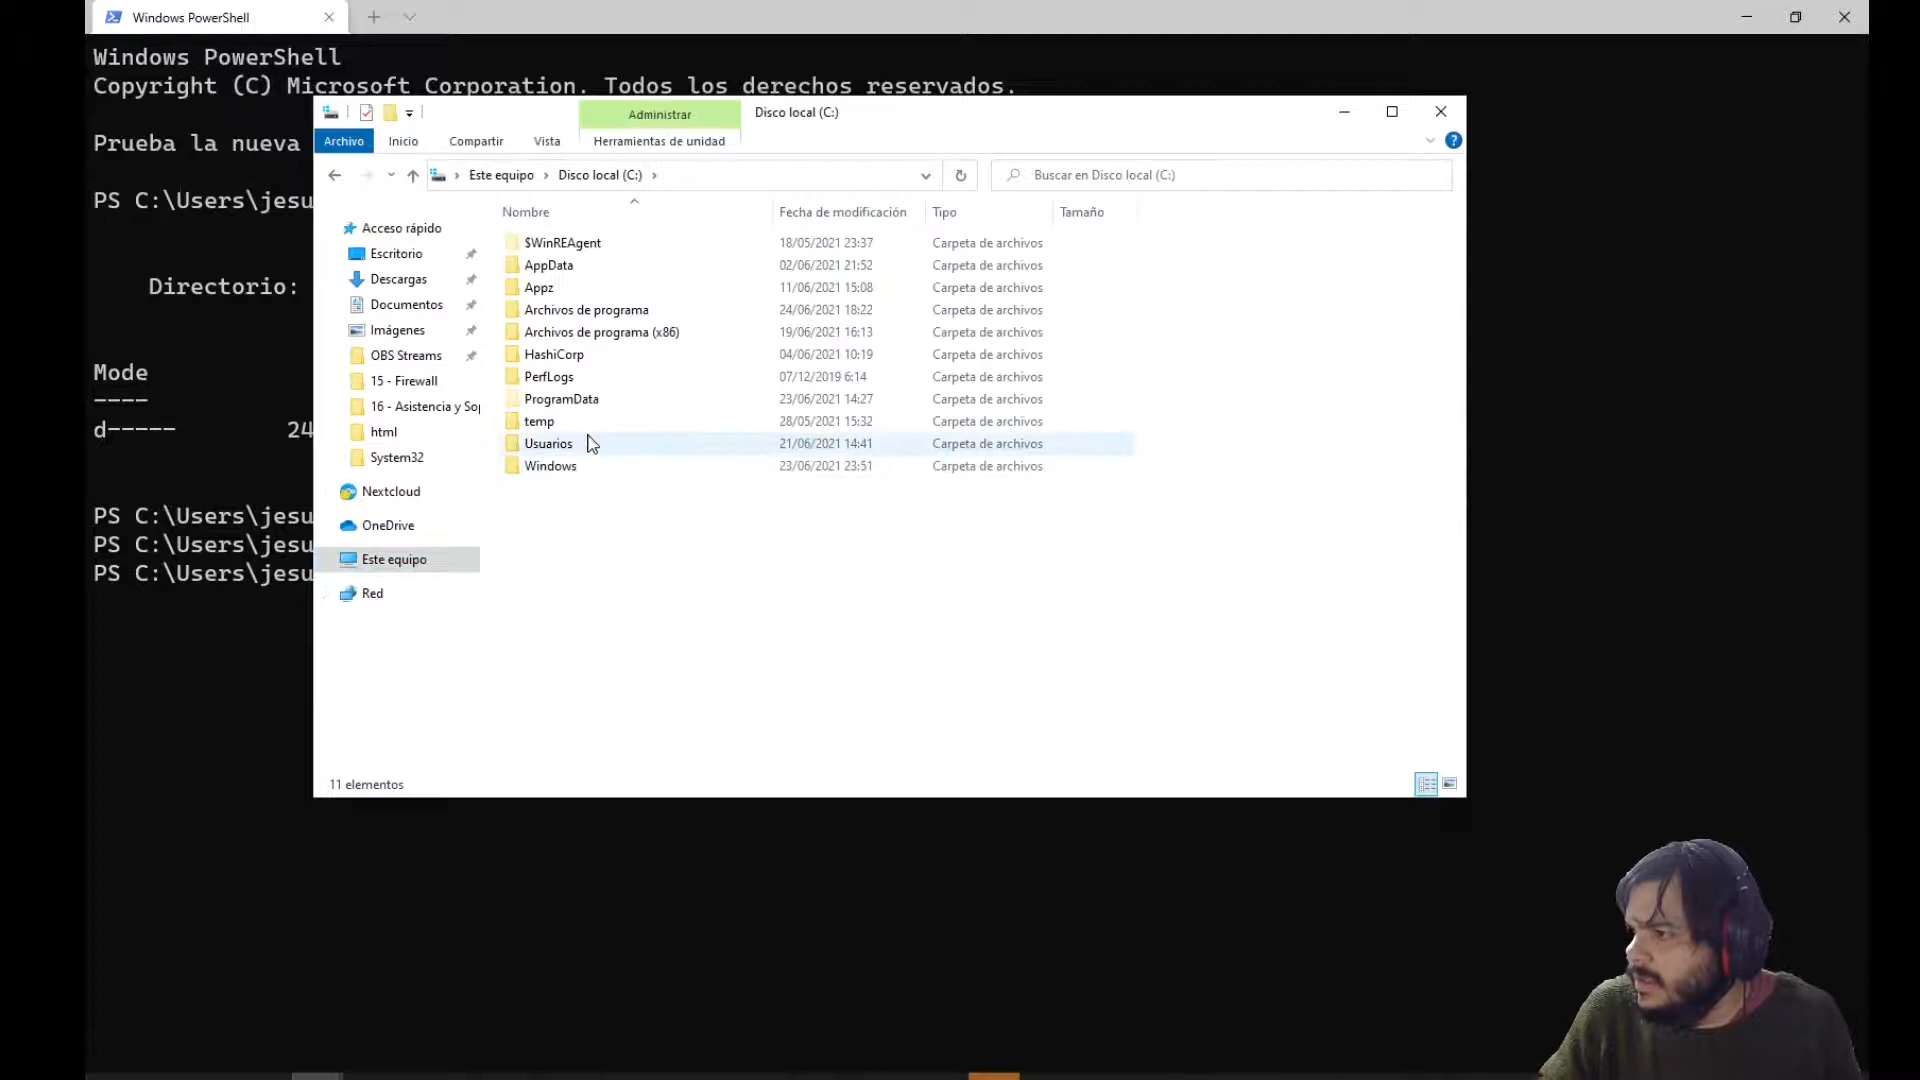 Windows PowerShell
Windows PowerShell
Copyright (C) Microsoft Corporation. Todos los derechos reservados.
Prueba la nueva
PS C:\Users\jesu
Directorio:
Mode
----
d----- 24
PS C:\Users\jesu
PS C:\Users\jesu
PS C:\Users\jesu
Administrar
Disco local (C:)
Archivo Inicio Compartir Vista Herramientas de unidad
Este equipo > Disco local (C:) >
Buscar en Disco local (C:)
Acceso rápido
Escritorio
Descargas
Documentos
Imágenes
OBS Streams
15 - Firewall
16 - Asistencia y Sop
html
System32
Nextcloud
OneDrive
Este equipo
Red
Nombre Fecha de modificación Tipo Tamaño
$WinREAgent 18/05/2021 23:37 Carpeta de archivos
AppData 02/06/2021 21:52 Carpeta de archivos
Appz 11/06/2021 15:08 Carpeta de archivos
Archivos de programa 24/06/2021 18:22 Carpeta de archivos
Archivos de programa (x86) 19/06/2021 16:13 Carpeta de archivos
HashiCorp 04/06/2021 10:19 Carpeta de archivos
PerfLogs 07/12/2019 6:14 Carpeta de archivos
ProgramData 23/06/2021 14:27 Carpeta de archivos
temp 28/05/2021 15:32 Carpeta de archivos
Usuarios 21/06/2021 14:41 Carpeta de archivos
Windows 23/06/2021 23:51 Carpeta de archivos
11 elementos